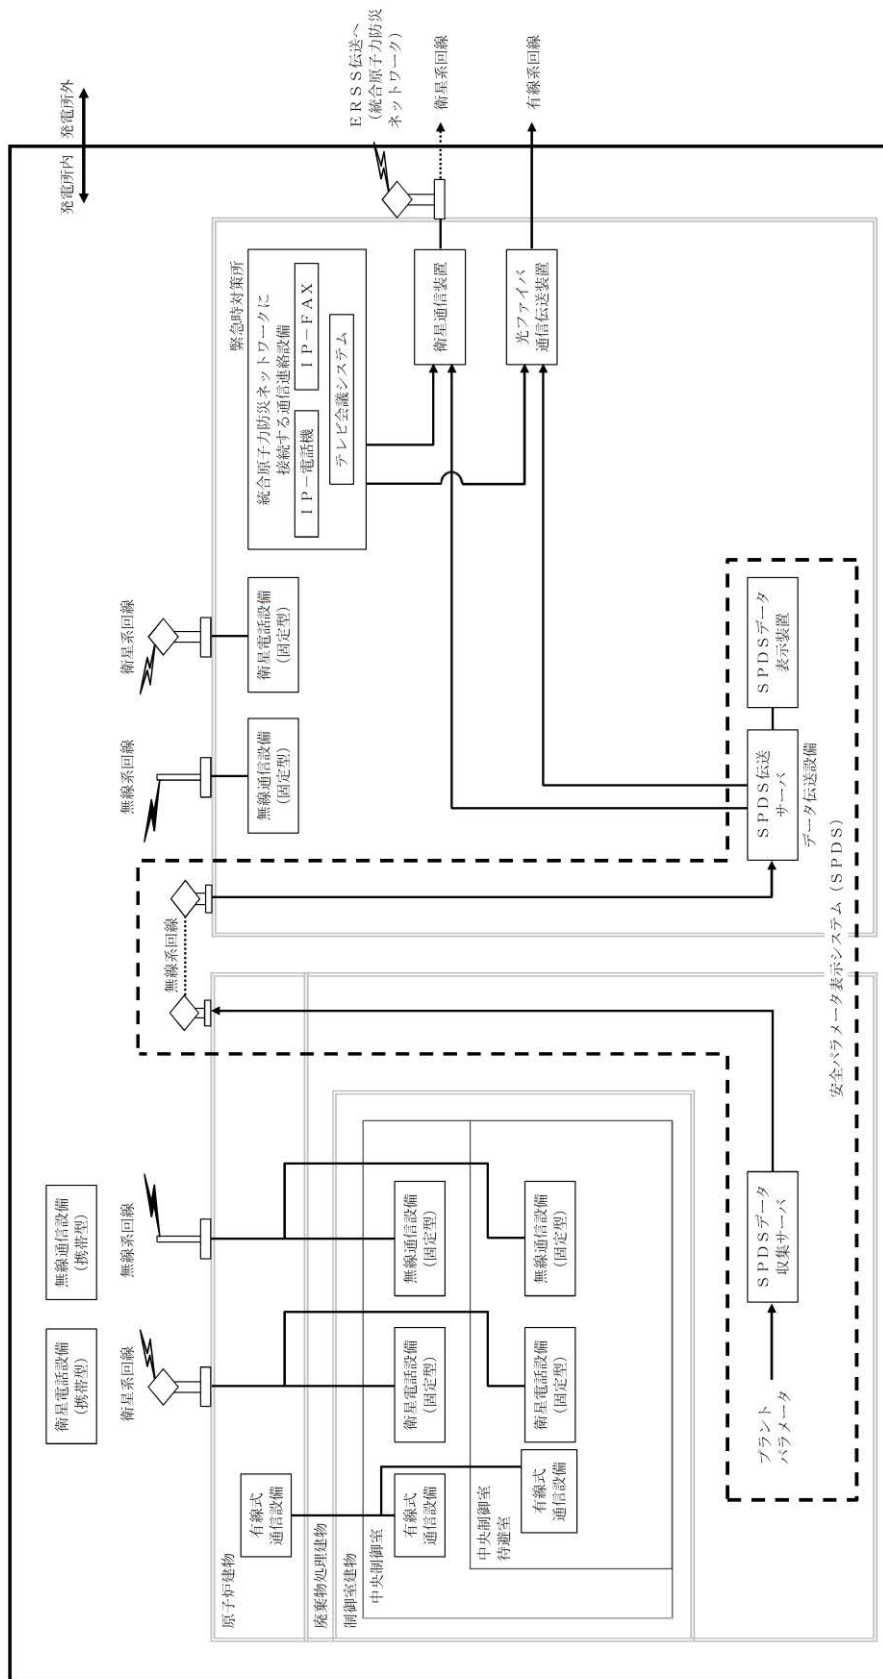 衛星電話設備
(携帯型)
無線通信設備
(携帯型)
発電所内
発電所外
衛星系回線
無線系回線
無線系回線
無線系回線
衛星系回線
ERSS伝送へ
(統合原子力防災
ネットワーク)
原子炉建物
有線式
通信設備
廃棄物処理建物
制御室建物
中央制御室
有線式
通信設備
衛星電話設備
(固定型)
無線通信設備
(固定型)
中央制御室
待避室
有線式
通信設備
衛星電話設備
(固定型)
無線通信設備
(固定型)
無線通信設備
(固定型)
衛星電話設備
(固定型)
緊急時対策所
統合原子力防災ネットワークに
接続する通信連絡設備
IP-電話機
IP-FAX
テレビ会議システム
衛星通信装置
衛星系回線
光ファイバ
通信伝送装置
有線系回線
プラント
パラメータ
SPDSデータ
収集サーバ
SPDS伝送
サーバ
データ伝送設備
SPDSデータ
表示装置
安全パラメータ表示システム(SPDS)